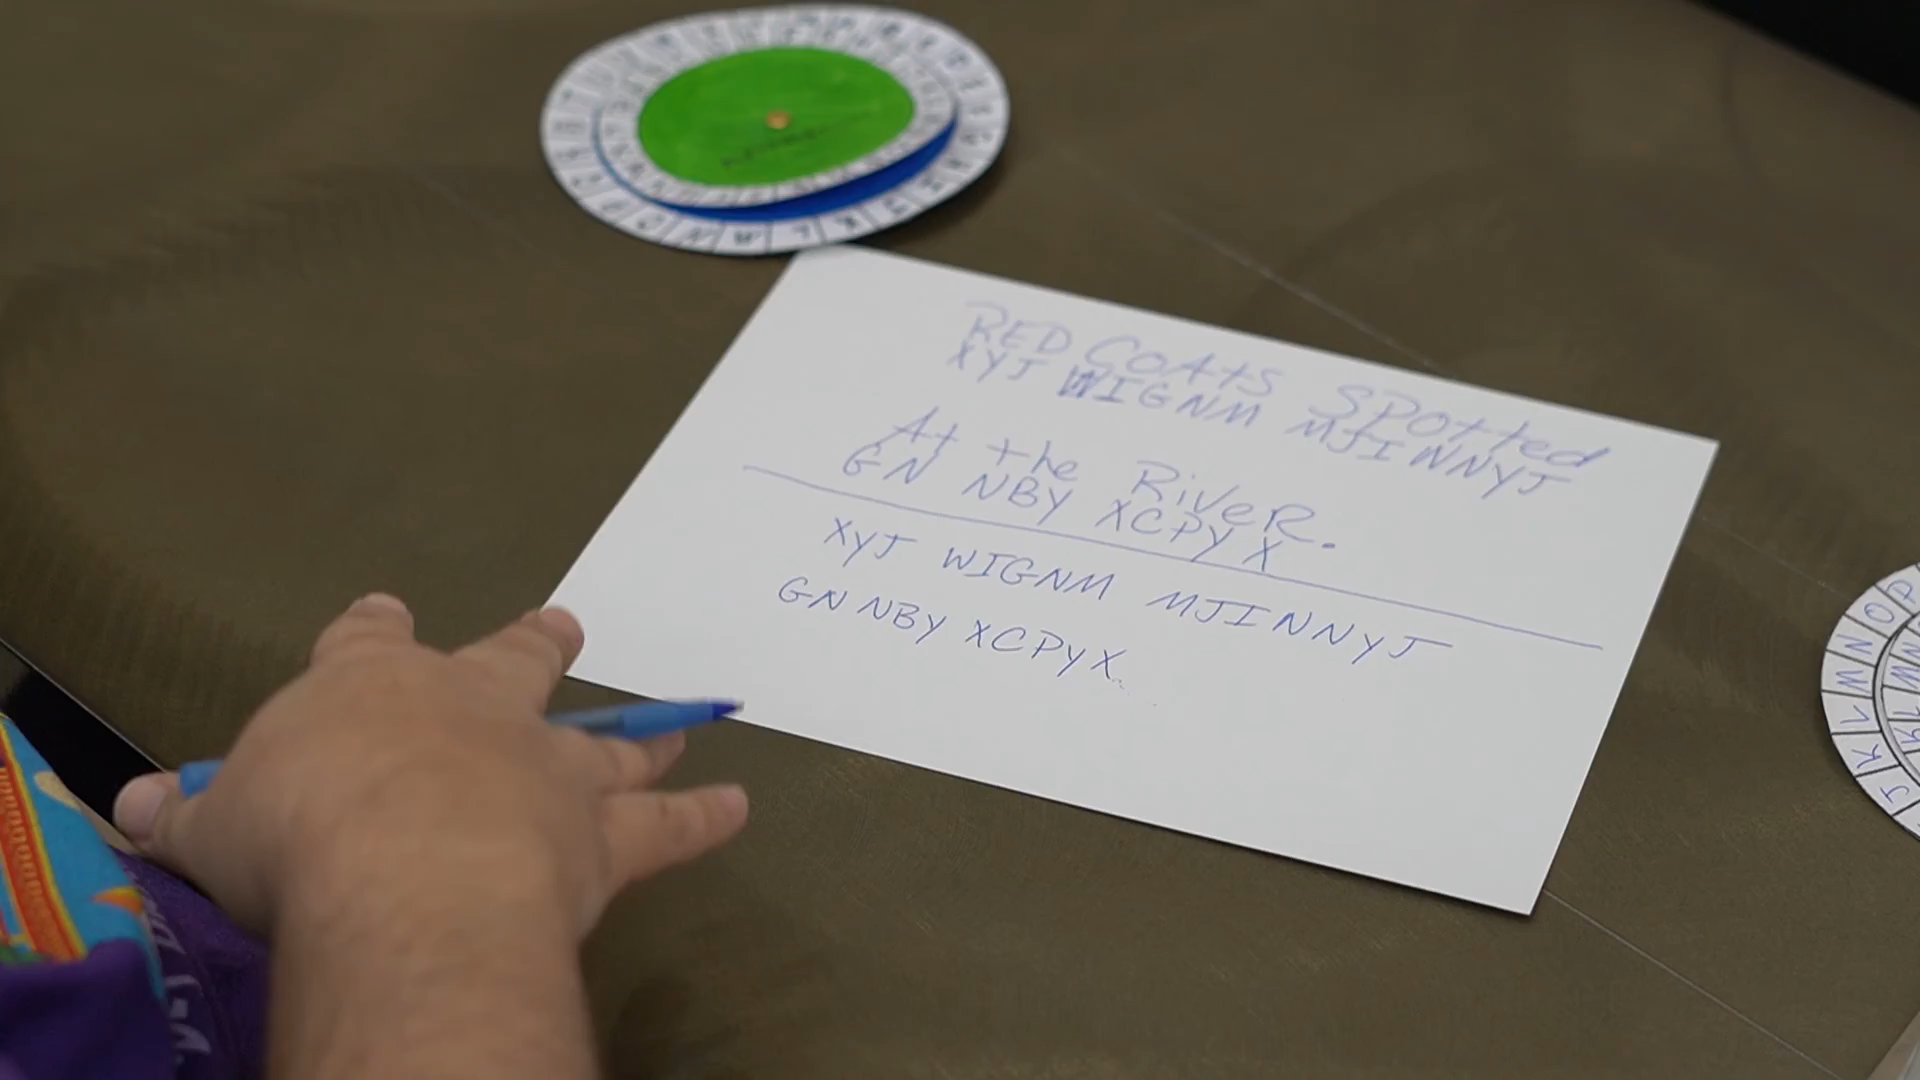 RED COAtS SPOtted
XYJ WIGNM MJINNYJ
At the RiveR.
GN NBY XCPYX
XYJ WIGNM MJINNYJ
GN NBY XCPYX
J K L M N O P